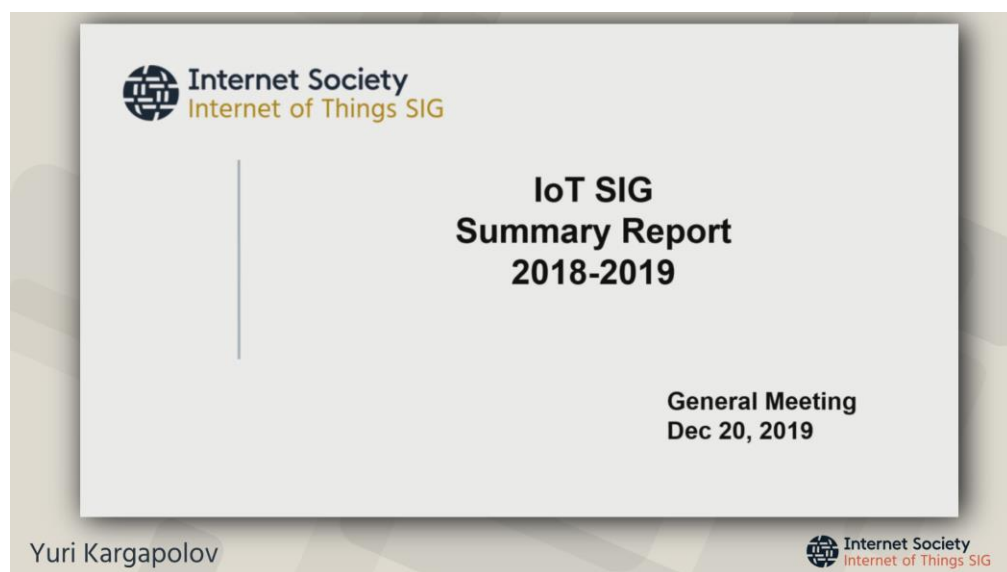 Internet Society
Internet of Things SIG
IoT SIG
Summary Report
2018-2019
General Meeting
Dec 20, 2019
Yuri Kargapolov
Internet Society
Internet of Things SIG